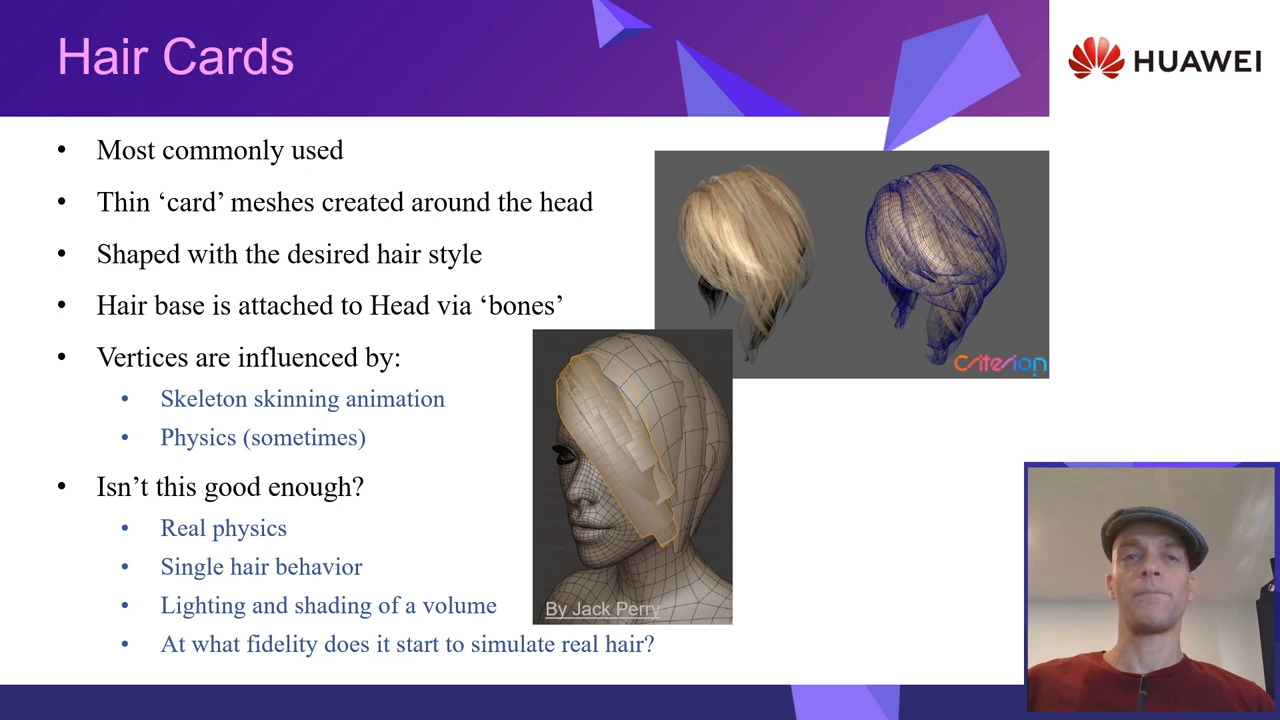 Hair Cards
HUAWEI
• Most commonly used
• Thin ‘card’ meshes created around the head
• Shaped with the desired hair style
• Hair base is attached to Head via ‘bones’
• Vertices are influenced by:
• Skeleton skinning animation
• Physics (sometimes)
• Isn’t this good enough?
• Real physics
• Single hair behavior
• Lighting and shading of a volume
• At what fidelity does it start to simulate real hair?
Criterion
By Jack Perry